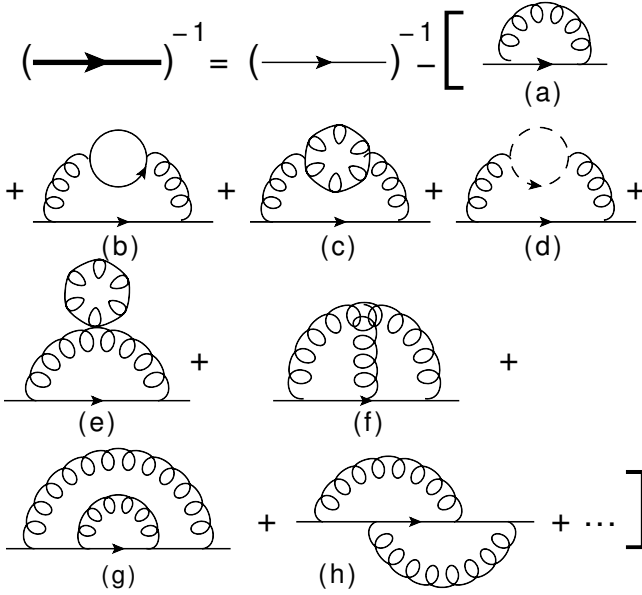 ( )⁻¹ = ( )⁻¹ − [
(a)
+ + + +
(b) (c) (d)
+ +
(e) (f)
+ + ... ]
(g) (h)